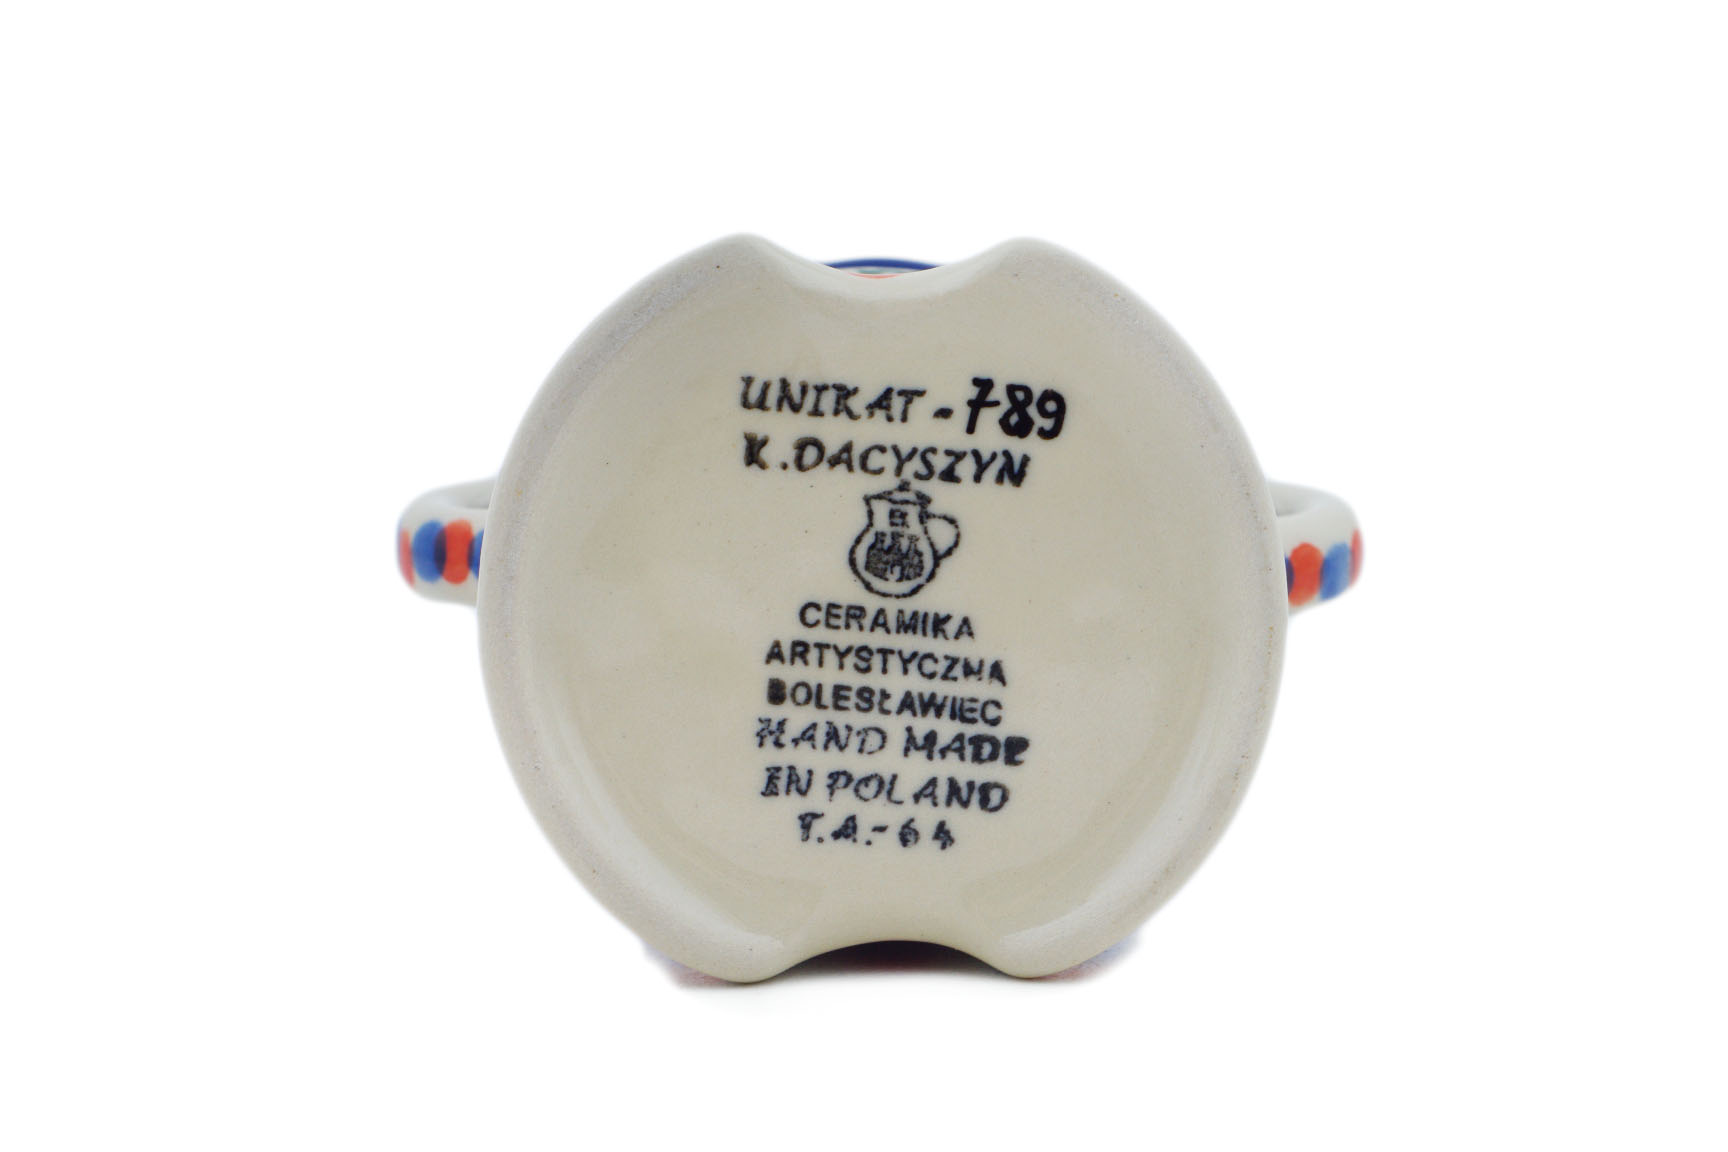 UNIKAT - 789
K. DACYSZYN
CERAMIKA
ARTYSTYCZNA
BOLESŁAWIEC
HAND MADE
IN POLAND
T.A.-64